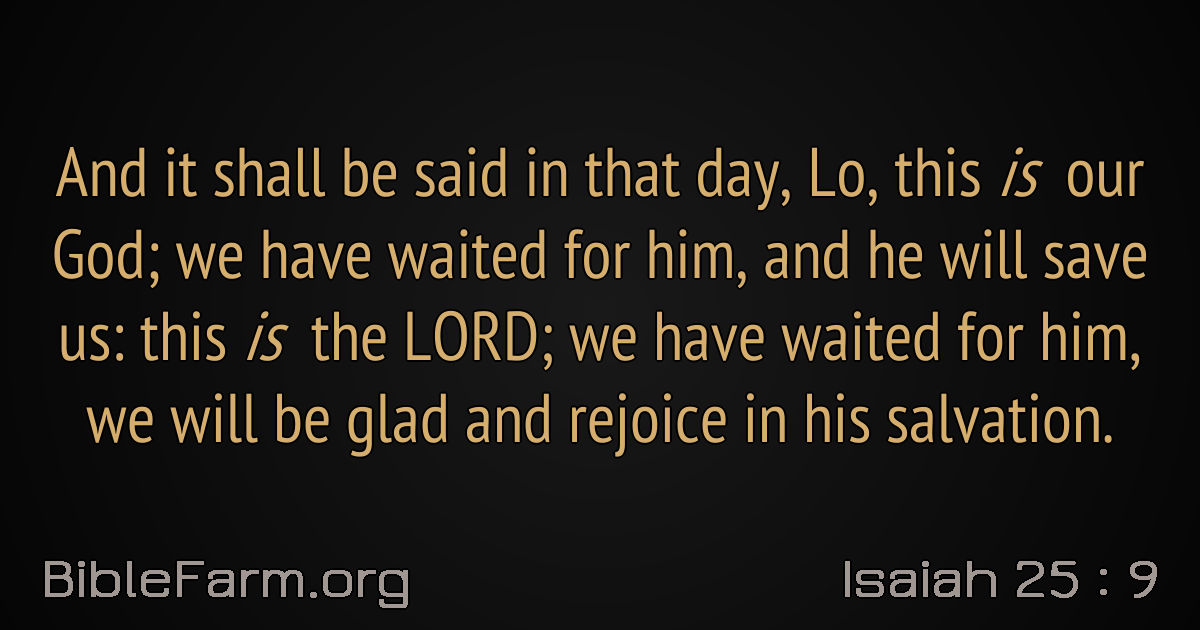 And it shall be said in that day, Lo, this is our
God; we have waited for him, and he will save
us: this is the LORD; we have waited for him,
we will be glad and rejoice in his salvation.
BibleFarm.org
Isaiah 25 : 9